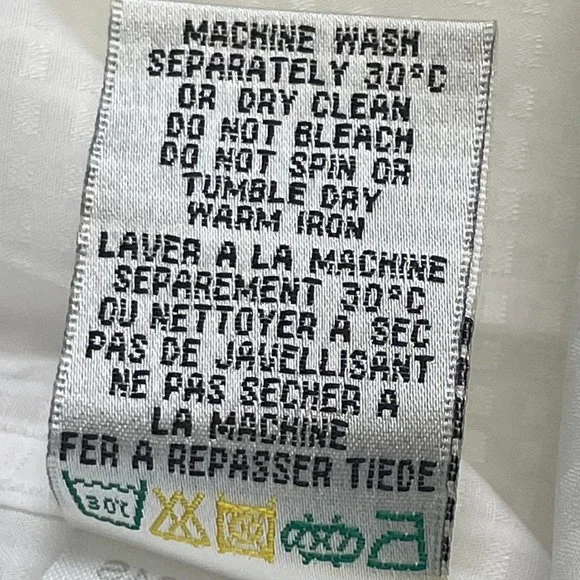 MACHINE WASH
SEPARATELY 30°C
OR DRY CLEAN
DO NOT BLEACH
DO NOT SPIN OR
TUMBLE DRY
WARM IRON
LAVER A LA MACHINE
SEPAREMENT 30°C
OU NETTOYER A SEC
PAS DE JAVELLISANT
NE PAS SECHER A
LA MACHINE
FER A REPASSER TIEDE
30°C